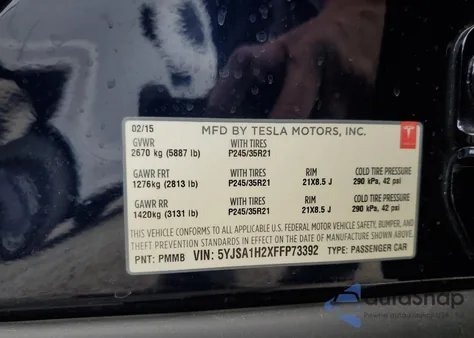 02/15 MFD BY TESLA MOTORS, INC.
GVWR WITH TIRES
2670 kg (5887 lb) P245/35R21
GAWR FRT WITH TIRES RIM COLD TIRE PRESSURE
1276kg (2813 lb) P245/35R21 21X8.5 J 290 kPa, 42 psi
GAWR RR WITH TIRES RIM COLD TIRE PRESSURE
1420kg (3131 lb) P245/35R21 21X8.5 J 290 kPa, 42 psi
THIS VEHICLE CONFORMS TO ALL APPLICABLE U.S. FEDERAL MOTOR VEHICLE SAFETY, BUMPER, AND
THEFT PREVENTION STANDARDS IN EFFECT ON THE DATE OF MANUFACTURE SHOWN ABOVE.
PNT: PMMB VIN: 5YJSA1H2XFFP73392 TYPE: PASSENGER CAR
AutoSnap